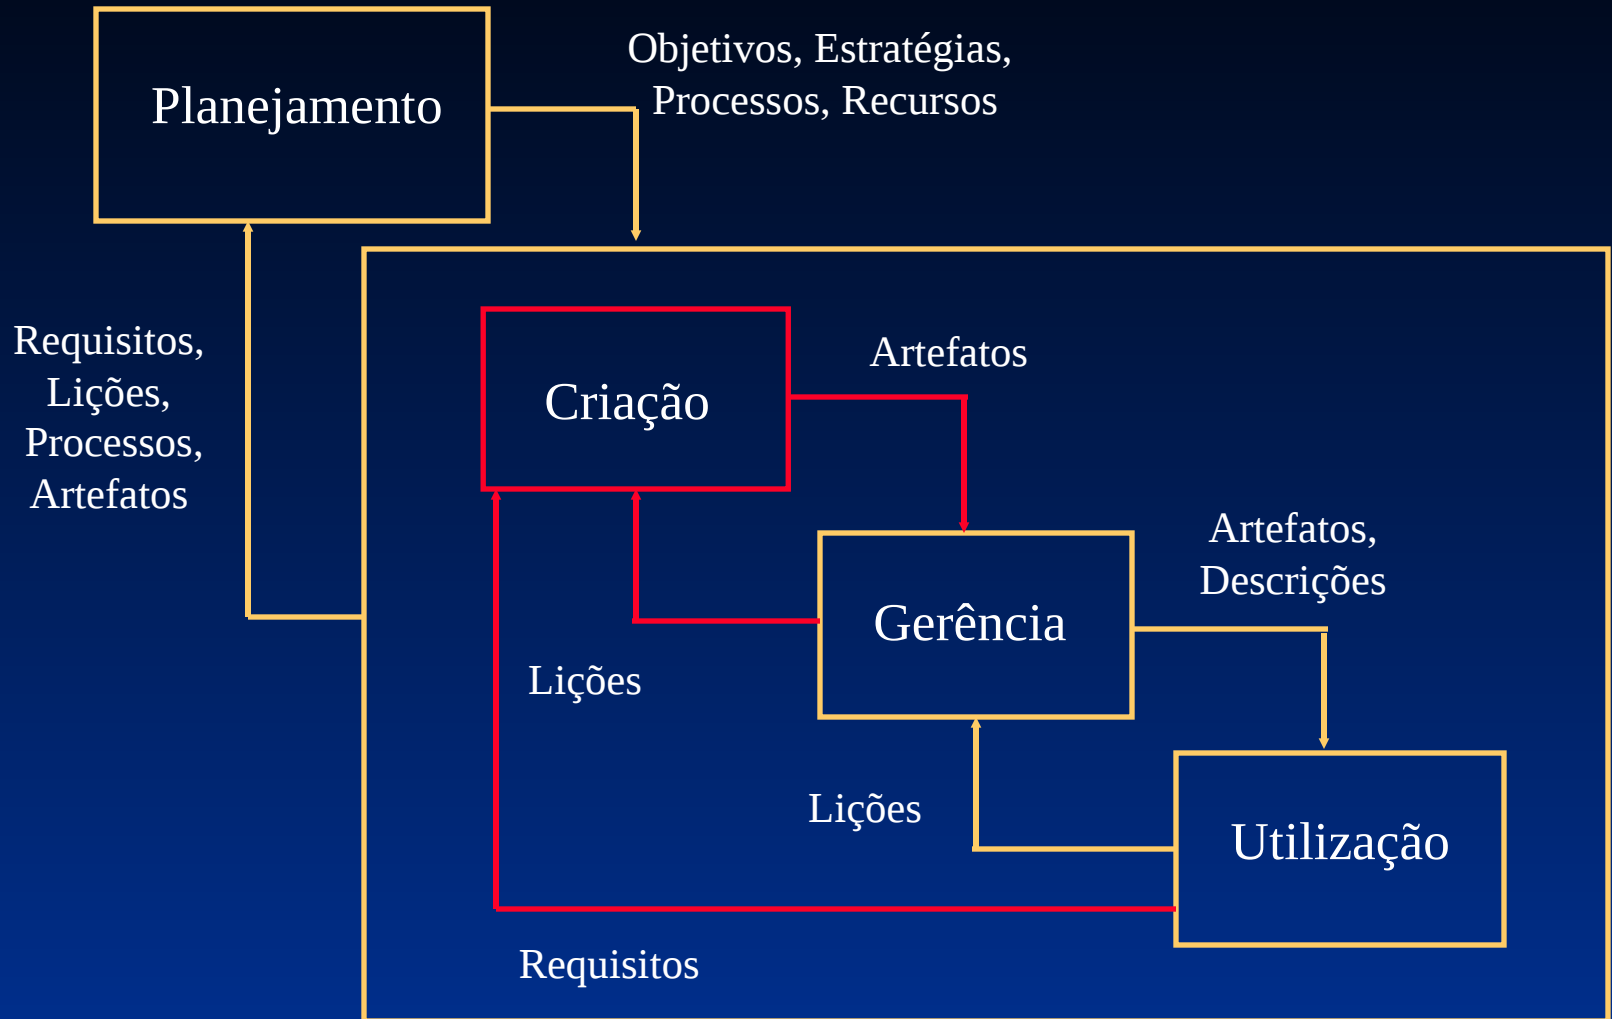 Planejamento
Objetivos, Estratégias,
Processos, Recursos
Requisitos,
Lições,
Processos,
Artefatos
Criação
Artefatos
Gerência
Artefatos,
Descrições
Lições
Lições
Utilização
Requisitos